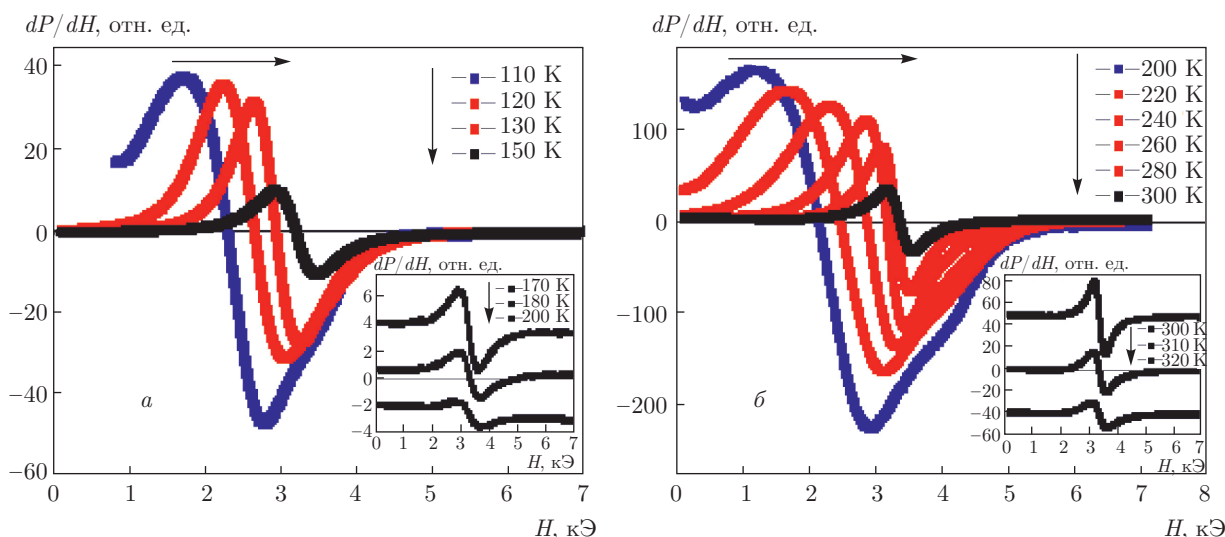 dP/dH, отн. ед.
40
20
0
−20
−40
−60
0 1 2 3 4 5 6 7
H, кЭ
110 K
120 K
130 K
150 K
а
dP/dH, отн. ед.
6
4
2
0
−2
−4
0 1 2 3 4 5 6 7
H, кЭ
170 K
180 K
200 K
dP/dH, отн. ед.
100
0
−100
−200
0 1 2 3 4 5 6 7 8
H, кЭ
200 K
220 K
240 K
260 K
280 K
300 K
б
dP/dH, отн. ед.
80
60
40
20
0
−20
−40
−60
0 1 2 3 4 5 6 7
H, кЭ
300 K
310 K
320 K